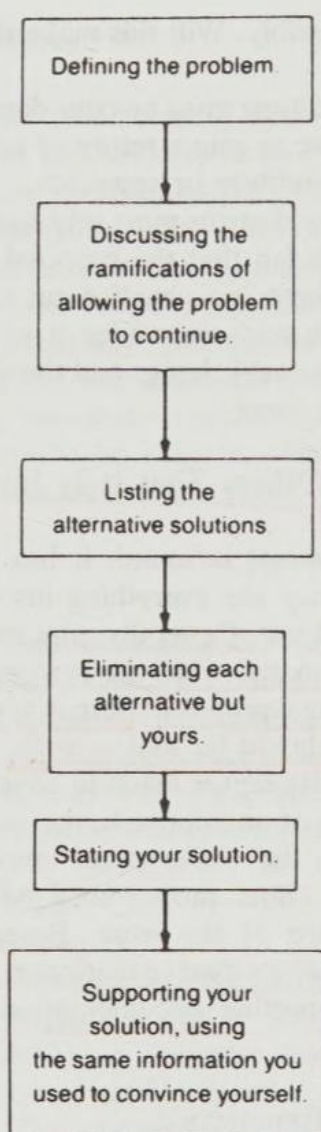 Defining the problem
Discussing the
ramifications of
allowing the problem
to continue.
Listing the
alternative solutions
Eliminating each
alternative but
yours.
Stating your solution.
Supporting your
solution, using
the same information you
used to convince yourself.